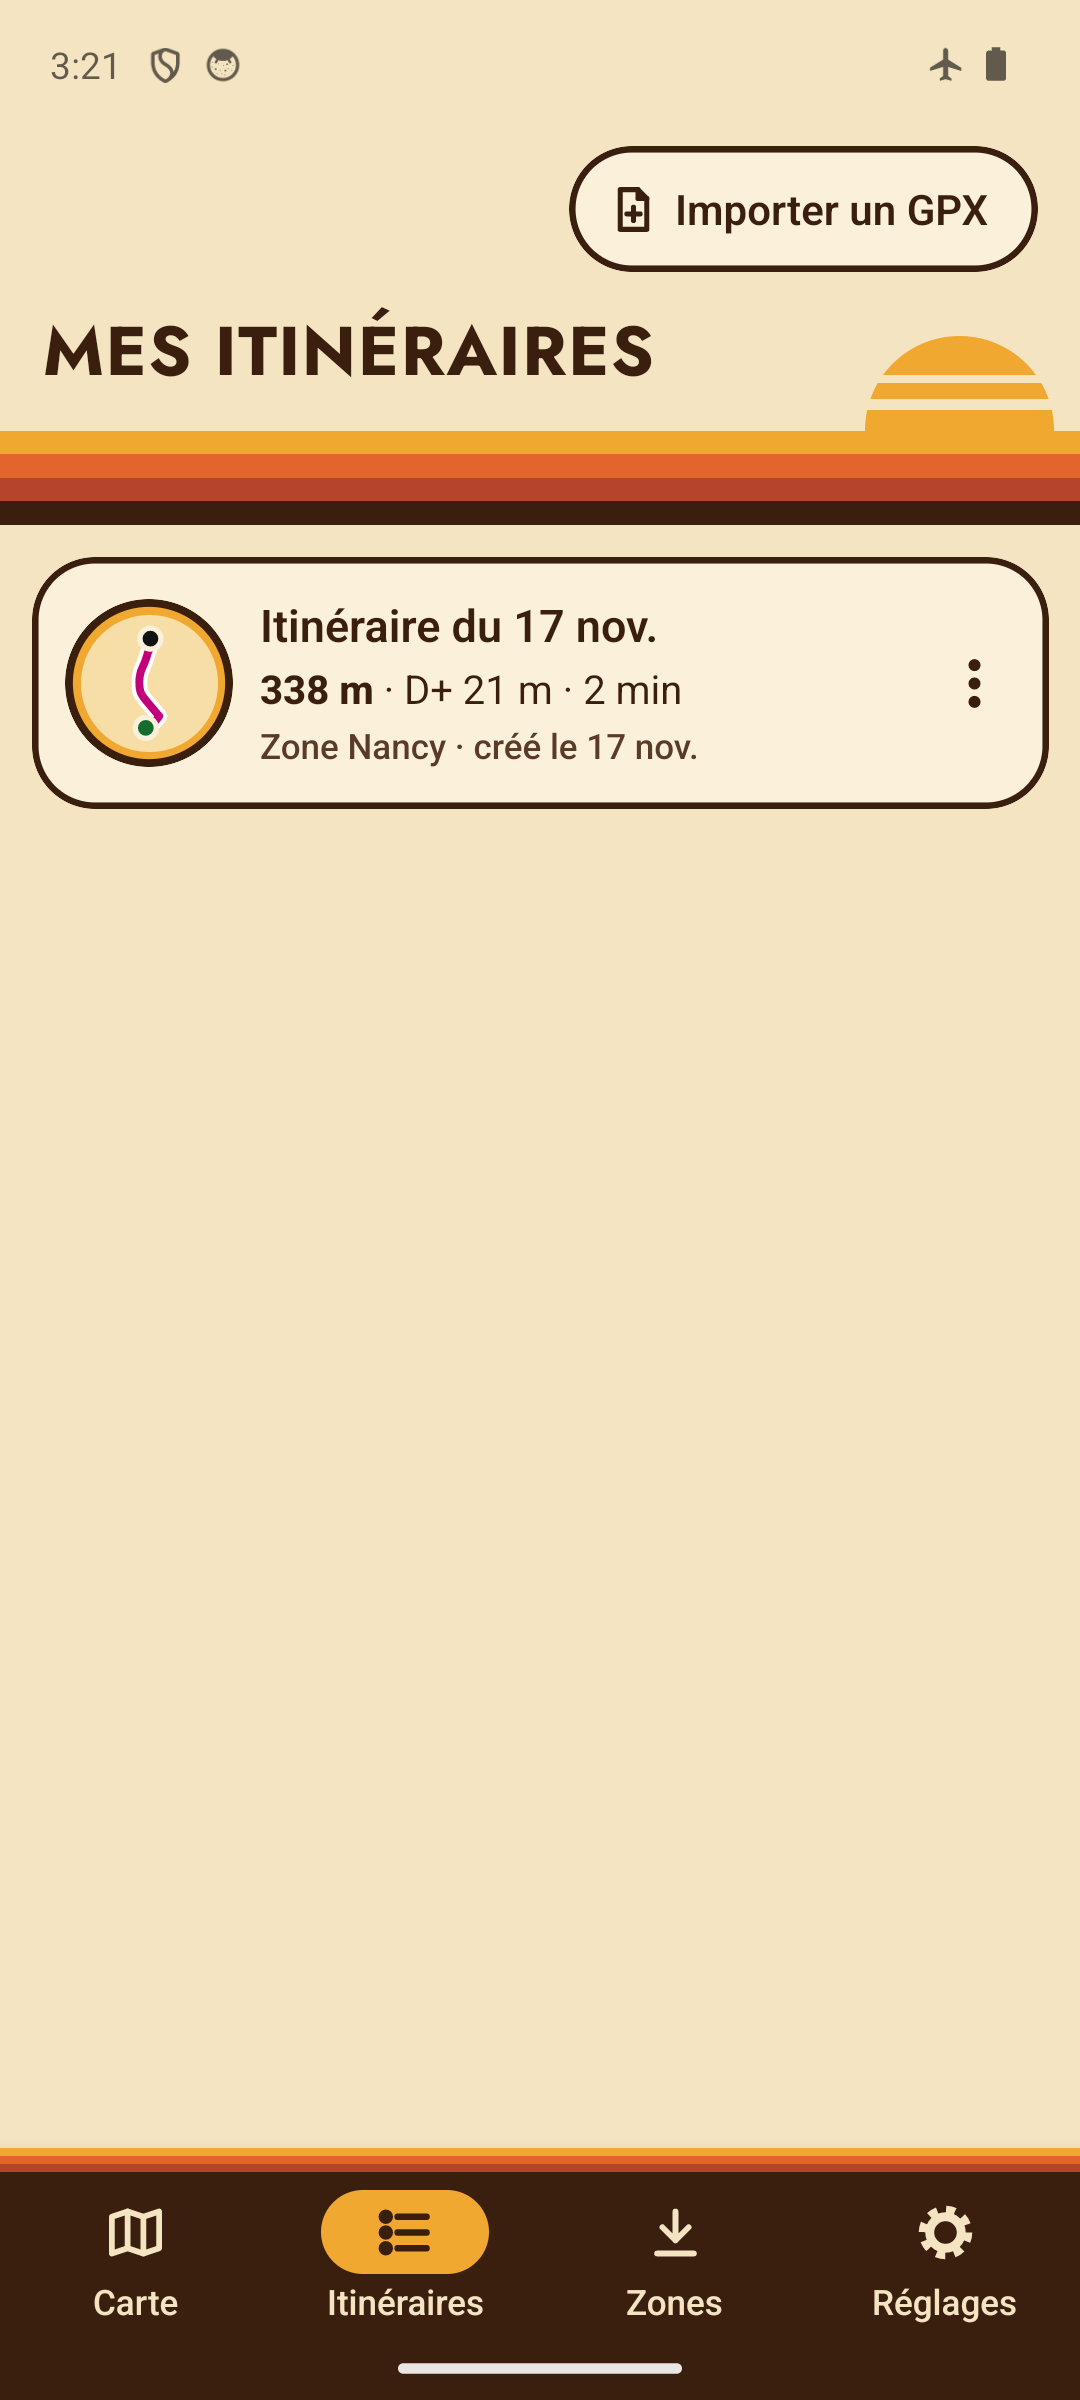 3:21
Importer un GPX
MES ITINÉRAIRES
Itinéraire du 17 nov.
338 m · D+ 21 m · 2 min
Zone Nancy · créé le 17 nov.
Carte
Itinéraires
Zones
Réglages